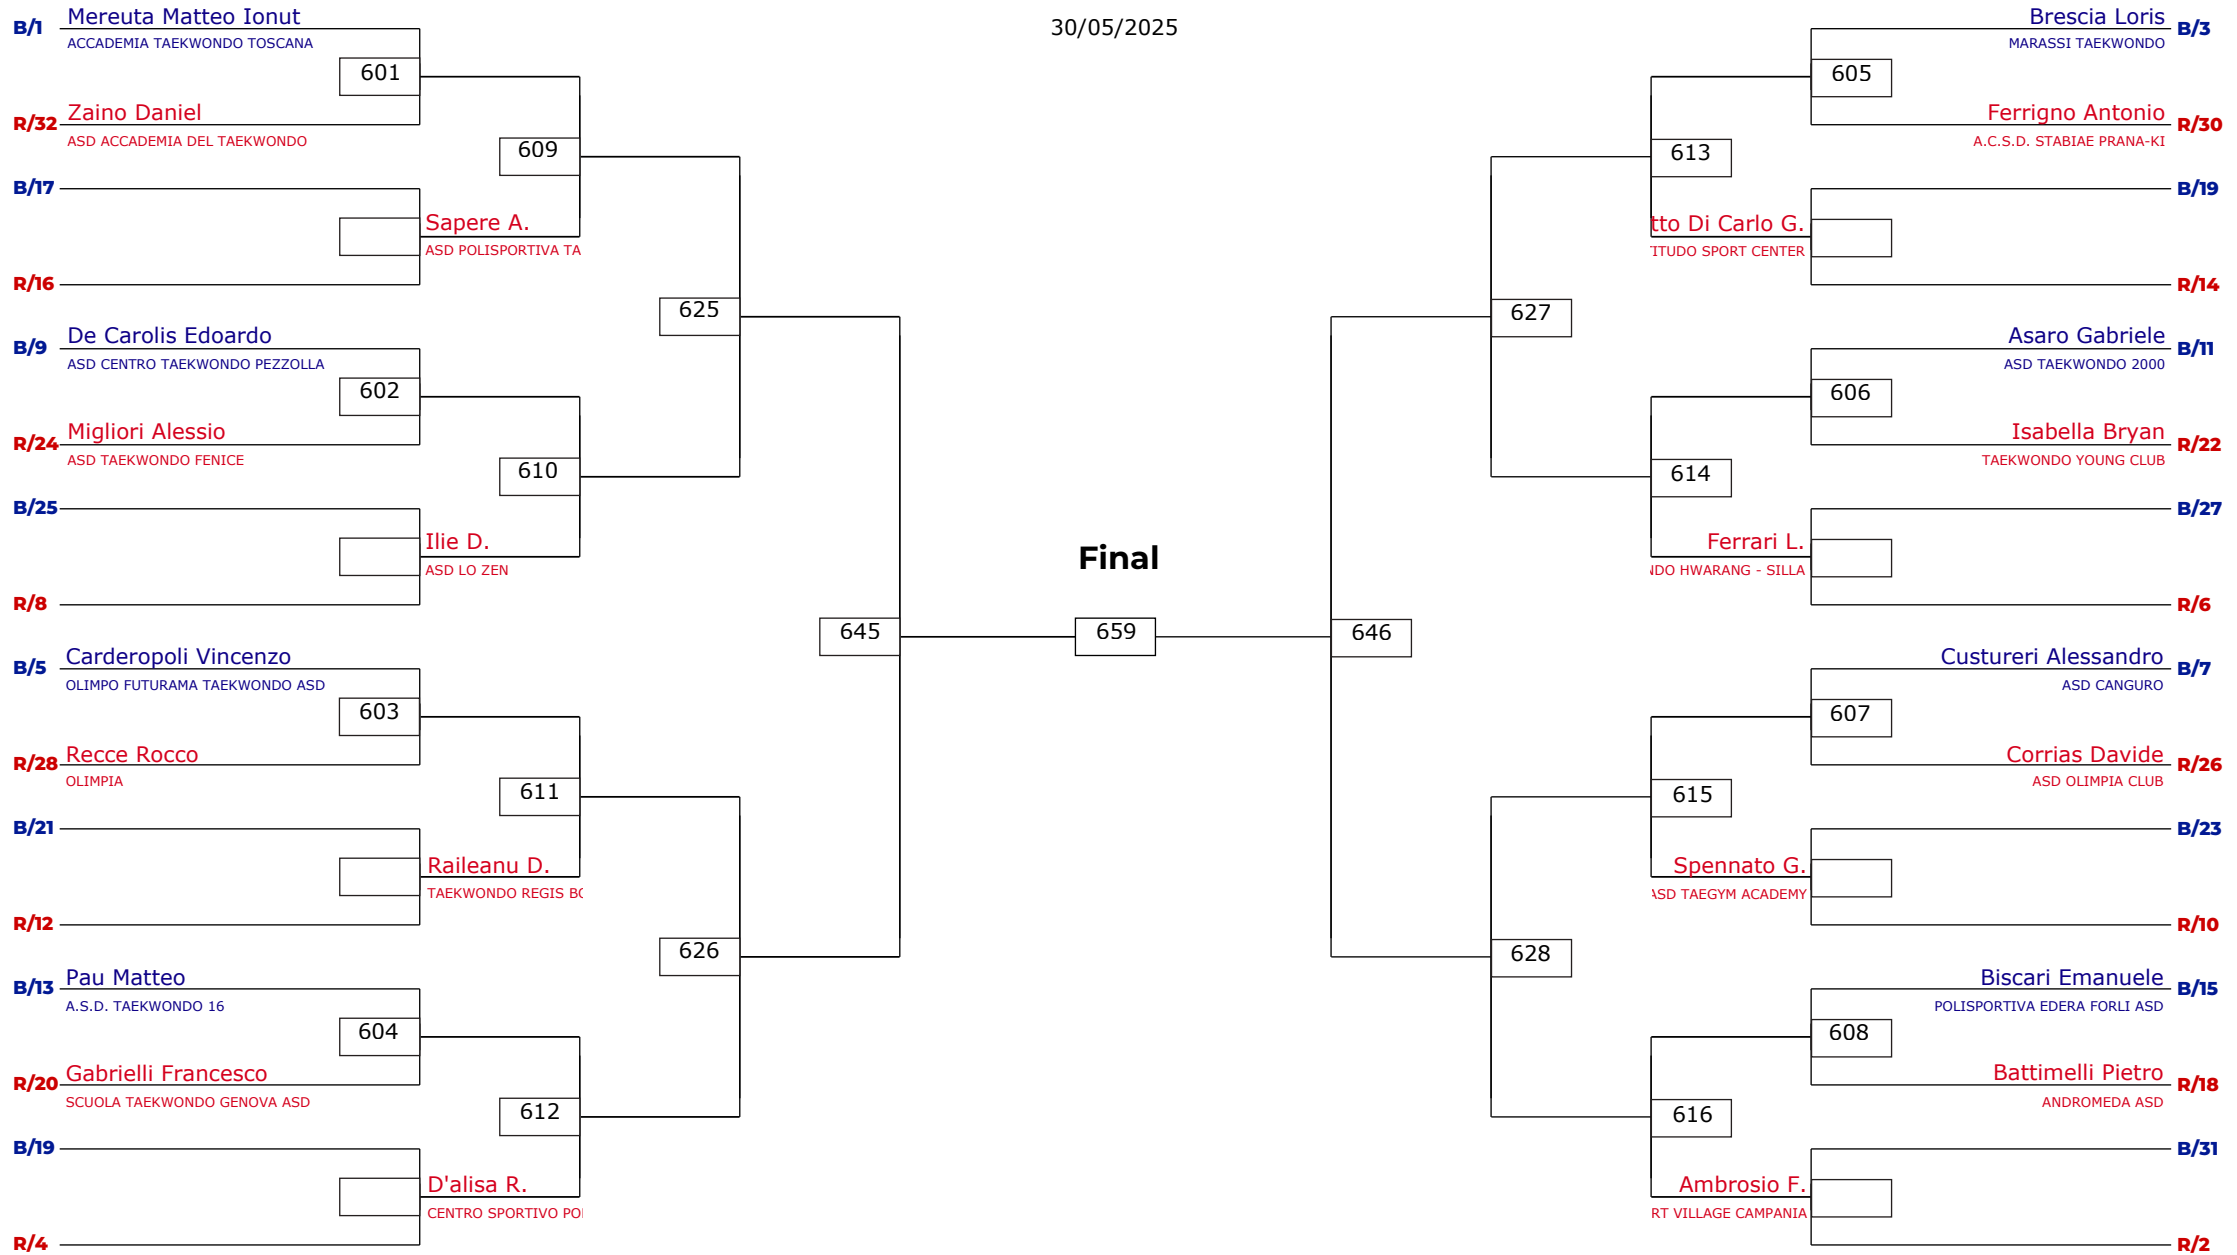 30/05/2025
B/1 Mereuta Matteo Ionut
ACCADEMIA TAEKWONDO TOSCANA
601
R/32 Zaino Daniel
ASD ACCADEMIA DEL TAEKWONDO
609
B/17
Sapere A.
ASD POLISPORTIVA TA
R/16
625
B/9 De Carolis Edoardo
ASD CENTRO TAEKWONDO PEZZOLLA
602
R/24 Migliori Alessio
ASD TAEKWONDO FENICE
610
B/25
Ilie D.
ASD LO ZEN
R/8
645
B/5 Carderopoli Vincenzo
OLIMPO FUTURAMA TAEKWONDO ASD
603
R/28 Recce Rocco
OLIMPIA
611
B/21
Raileanu D.
TAEKWONDO REGIS
R/12
626
B/13 Pau Matteo
A.S.D. TAEKWONDO 16
604
R/20 Gabrielli Francesco
SCUOLA TAEKWONDO GENOVA ASD
612
B/19
D'alisa R.
CENTRO SPORTIVO
R/4
Final
659
Brescia Loris B/3
MARASSI TAEKWONDO
605
Ferrigno Antonio R/30
A.C.S.D. STABIAE PRANA-KI
613
B/19
tto Di Carlo G.
TITUDO SPORT CENTER
R/14
627
Asaro Gabriele B/11
ASD TAEKWONDO 2000
606
Isabella Bryan R/22
TAEKWONDO YOUNG CLUB
614
B/27
Ferrari L.
NDO HWARANG - SILLA
R/6
646
Custureri Alessandro B/7
ASD CANGURO
607
Corrias Davide R/26
ASD OLIMPIA CLUB
615
B/23
Spennato G.
ASD TAEGYM ACADEMY
R/10
628
Biscari Emanuele B/15
POLISPORTIVA EDERA FORLI ASD
608
Battimelli Pietro R/18
ANDROMEDA ASD
616
B/31
Ambrosio F.
RT VILLAGE CAMPANIA
R/2